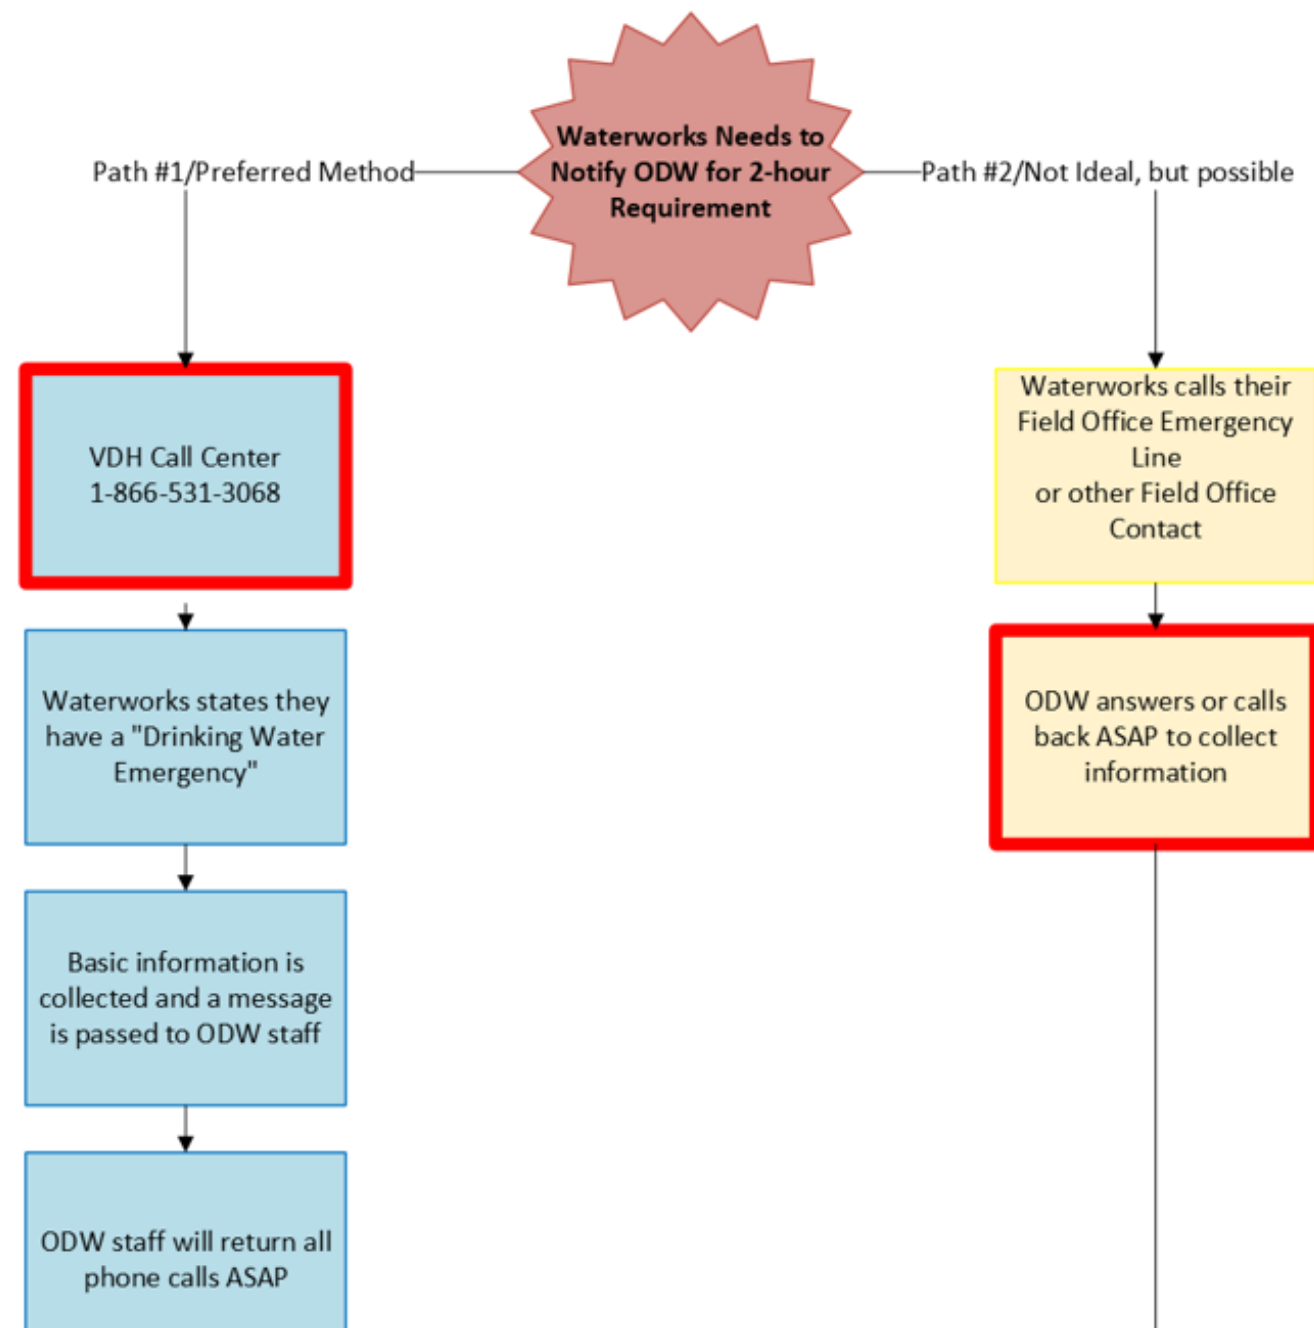 Waterworks Needs to
Notify ODW for 2-hour
Requirement
Path #1/Preferred Method
Path #2/Not Ideal, but possible
VDH Call Center
1-866-531-3068
Waterworks states they
have a "Drinking Water
Emergency"
Basic information is
collected and a message
is passed to ODW staff
ODW staff will return all
phone calls ASAP
Waterworks calls their
Field Office Emergency
Line
or other Field Office
Contact
ODW answers or calls
back ASAP to collect
information